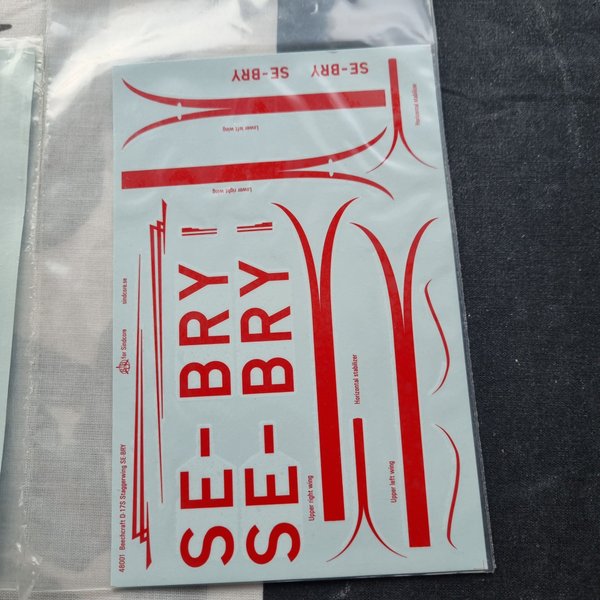 SE-BRY
SE-BRY
Horizontal stabilizer
Lower left wing
Lower right wing
SE-BRY
SE-BRY
Horizontal stabilizer
Upper right wing
Upper left wing
48001 Beechcraft D-17S Staggerwing SE-BRY
for Sindcore
sindcore.se